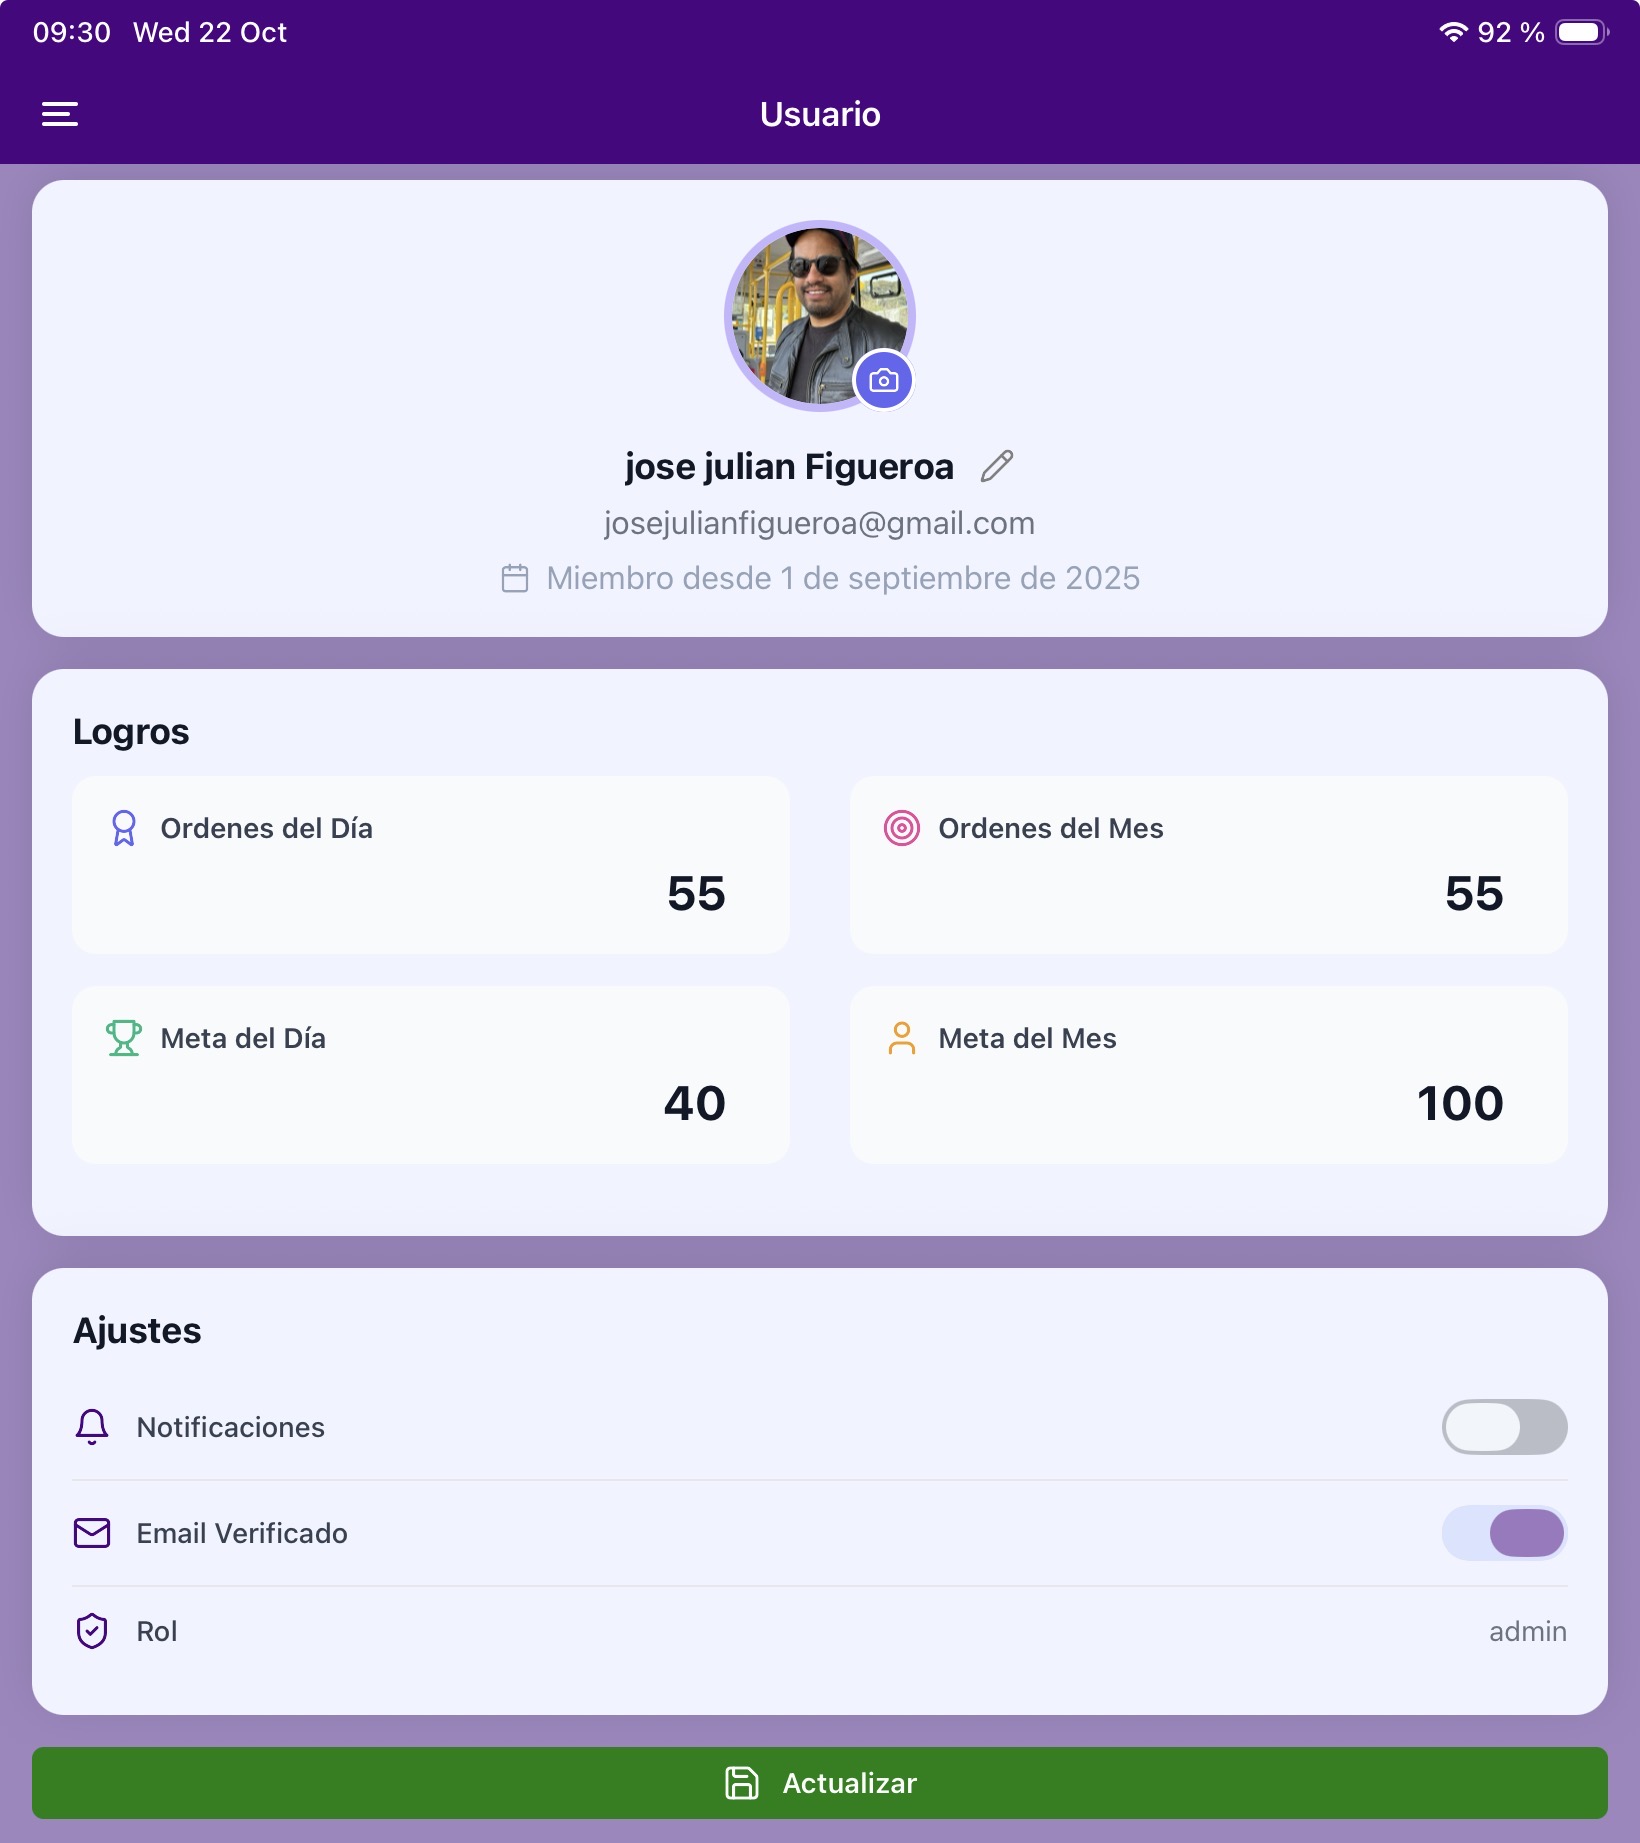 09:30 Wed 22 Oct 92 %
Usuario
jose julian Figueroa
josejulianfigueroa@gmail.com
Miembro desde 1 de septiembre de 2025
Logros
Ordenes del Día
55
Ordenes del Mes
55
Meta del Día
40
Meta del Mes
100
Ajustes
Notificaciones
Email Verificado
Rol admin
Actualizar